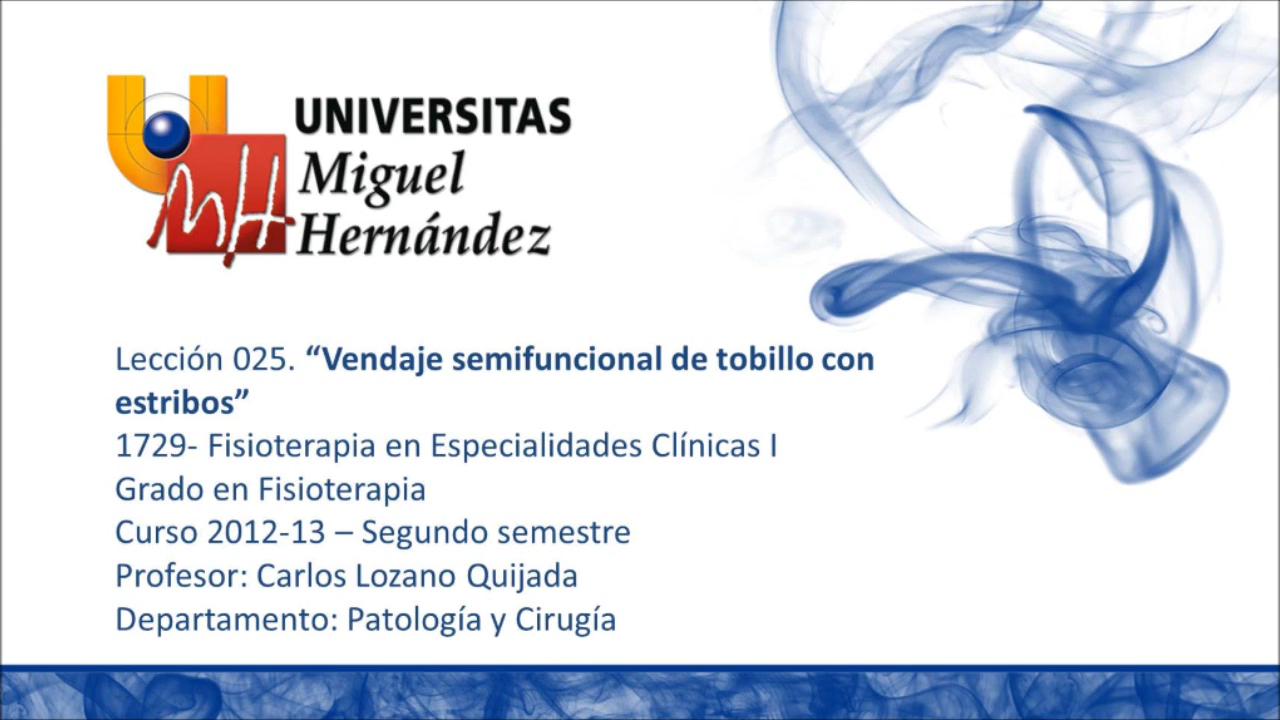 UNIVERSITAS
Miguel
Hernández
Lección 025. “Vendaje semifuncional de tobillo con
estribos”
1729- Fisioterapia en Especialidades Clínicas I
Grado en Fisioterapia
Curso 2012-13 – Segundo semestre
Profesor: Carlos Lozano Quijada
Departamento: Patología y Cirugía